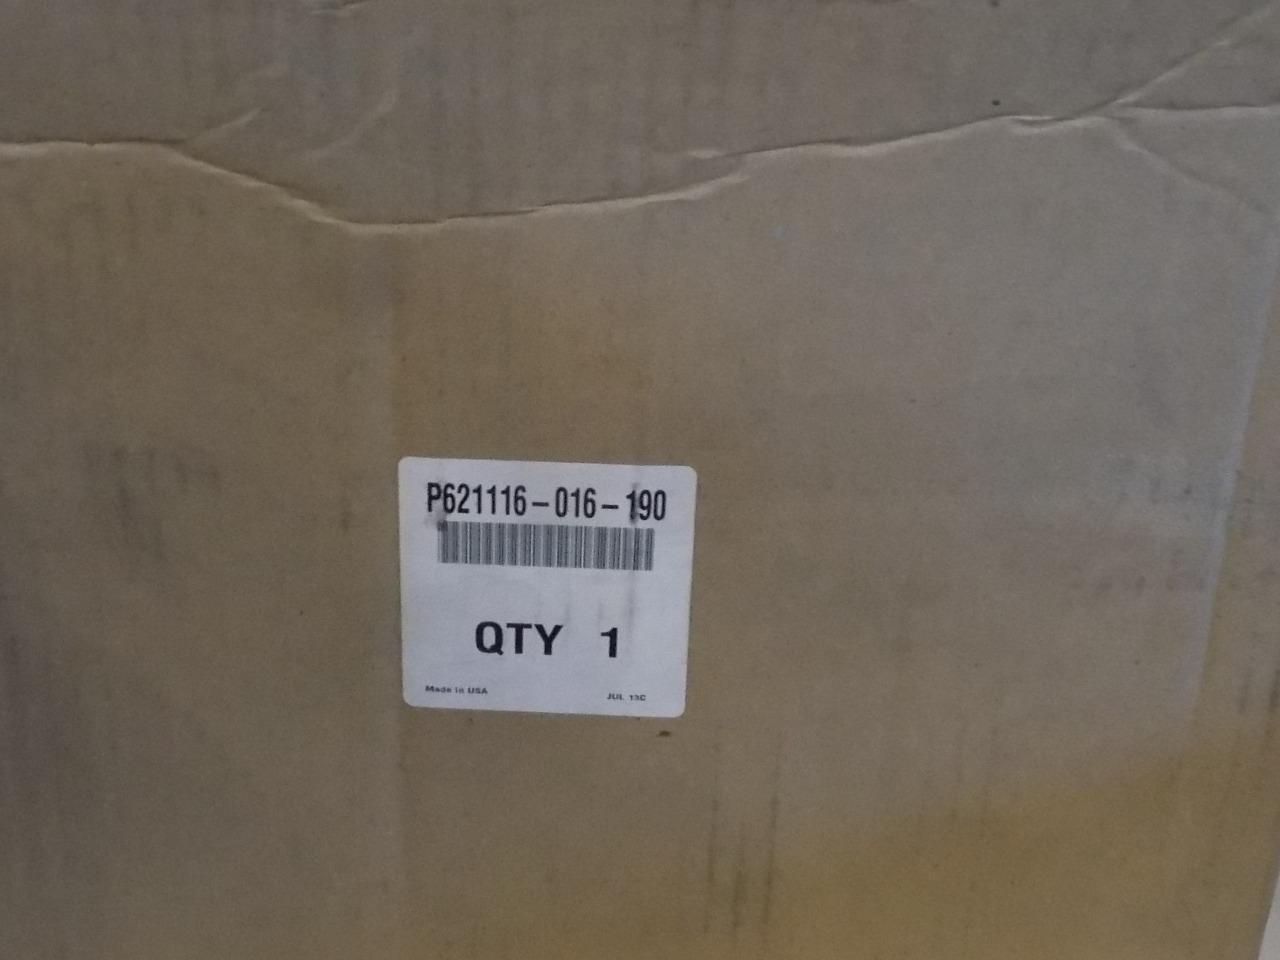 P621116-016-190
QTY 1
Made in USA
JUL 13C